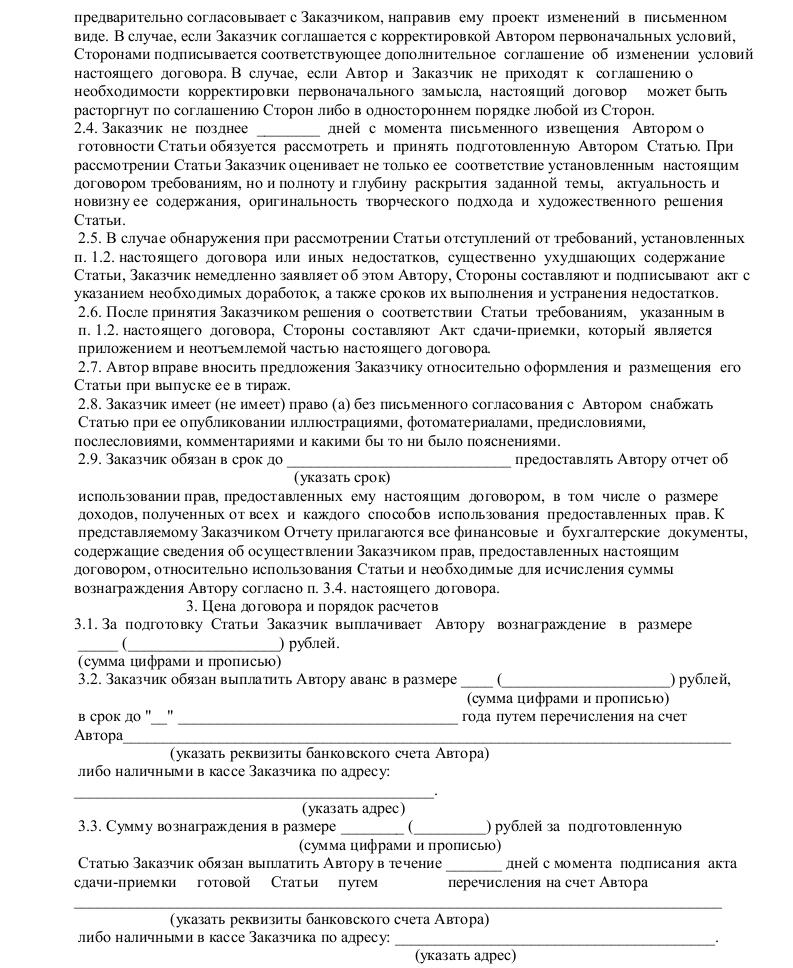 предварительно согласовывает с Заказчиком, направив ему проект изменений в письменном
виде. В случае, если Заказчик соглашается с корректировкой Автором первоначальных условий,
Сторонами подписывается соответствующее дополнительное соглашение об изменении условий
настоящего договора. В случае, если Автор и Заказчик не приходят к соглашению о
необходимости корректировки первоначального замысла, настоящий договор может быть
расторгнут по соглашению Сторон либо в одностороннем порядке любой из Сторон.
2.4. Заказчик не позднее ________ дней с момента письменного извещения Автором о
готовности Статьи обязуется рассмотреть и принять подготовленную Автором Статью. При
рассмотрении Статьи Заказчик оценивает не только ее соответствие установленным настоящим
договором требованиям, но и полноту и глубину раскрытия заданной темы, актуальность и
новизну ее содержания, оригинальность творческого подхода и художественного решения
Статьи.
2.5. В случае обнаружения при рассмотрении Статьи отступлений от требований, установленных
п. 1.2. настоящего договора или иных недостатков, существенно ухудшающих содержание
Статьи, Заказчик немедленно заявляет об этом Автору, Стороны составляют и подписывают акт с
указанием необходимых доработок, а также сроков их выполнения и устранения недостатков.
2.6. После принятия Заказчиком решения о соответствии Статьи требованиям, указанным в
п. 1.2. настоящего договора, Стороны составляют Акт сдачи-приемки, который является
приложением и неотъемлемой частью настоящего договора.
2.7. Автор вправе вносить предложения Заказчику относительно оформления и размещения его
Статьи при выпуске ее в тираж.
2.8. Заказчик имеет (не имеет) право (а) без письменного согласования с Автором снабжать
Статью при ее опубликовании иллюстрациями, фотоматериалами, предисловиями,
послесловиями, комментариями и какими бы то ни было пояснениями.
2.9. Заказчик обязан в срок до ____________________________ предоставлять Автору отчет об
(указать срок)
использовании прав, предоставленных ему настоящим договором, в том числе о размере
доходов, полученных от всех и каждого способов использования предоставленных прав. К
представляемому Заказчиком Отчету прилагаются все финансовые и бухгалтерские документы,
содержащие сведения об осуществлении Заказчиком прав, предоставленных настоящим
договором, относительно использования Статьи и необходимые для исчисления суммы
вознаграждения Автору согласно п. 3.4. настоящего договора.
3. Цена договора и порядок расчетов
3.1. За подготовку Статьи Заказчик выплачивает Автору вознаграждение в размере
_____ (___________________) рублей.
(сумма цифрами и прописью)
3.2. Заказчик обязан выплатить Автору аванс в размере ____ (_____________________) рублей,
(сумма цифрами и прописью)
в срок до "__" ___________________________________ года путем перечисления на счет
Автора____________________________________________________________________________
(указать реквизиты банковского счета Автора)
либо наличными в кассе Заказчика по адресу:
_____________________________________________.
(указать адрес)
3.3. Сумму вознаграждения в размере ________ (_________) рублей за подготовленную
(сумма цифрами и прописью)
Статью Заказчик обязан выплатить Автору в течение _______ дней с момента подписания акта
сдачи-приемки готовой Статьи путем перечисления на счет Автора
_________________________________________________________________________________
(указать реквизиты банковского счета Автора)
либо наличными в кассе Заказчика по адресу: ________________________________________.
(указать адрес)